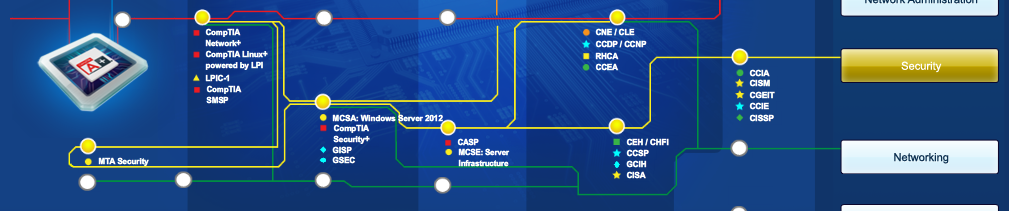 Network Administration
CompTIA
Network+
CompTIA Linux+
powered by LPI
LPIC-1
CompTIA
SMSP
CNE / CLE
CCDP / CCNP
RHCA
CCEA
Security
CCIA
CISM
CGEIT
CCIE
CISSP
A+
MCSA: Windows Server 2012
CompTIA
Security+
GISP
GSEC
CASP
MCSE: Server
Infrastructure
CEH / CHFI
CCSP
GCIH
CISA
MTA Security
Networking